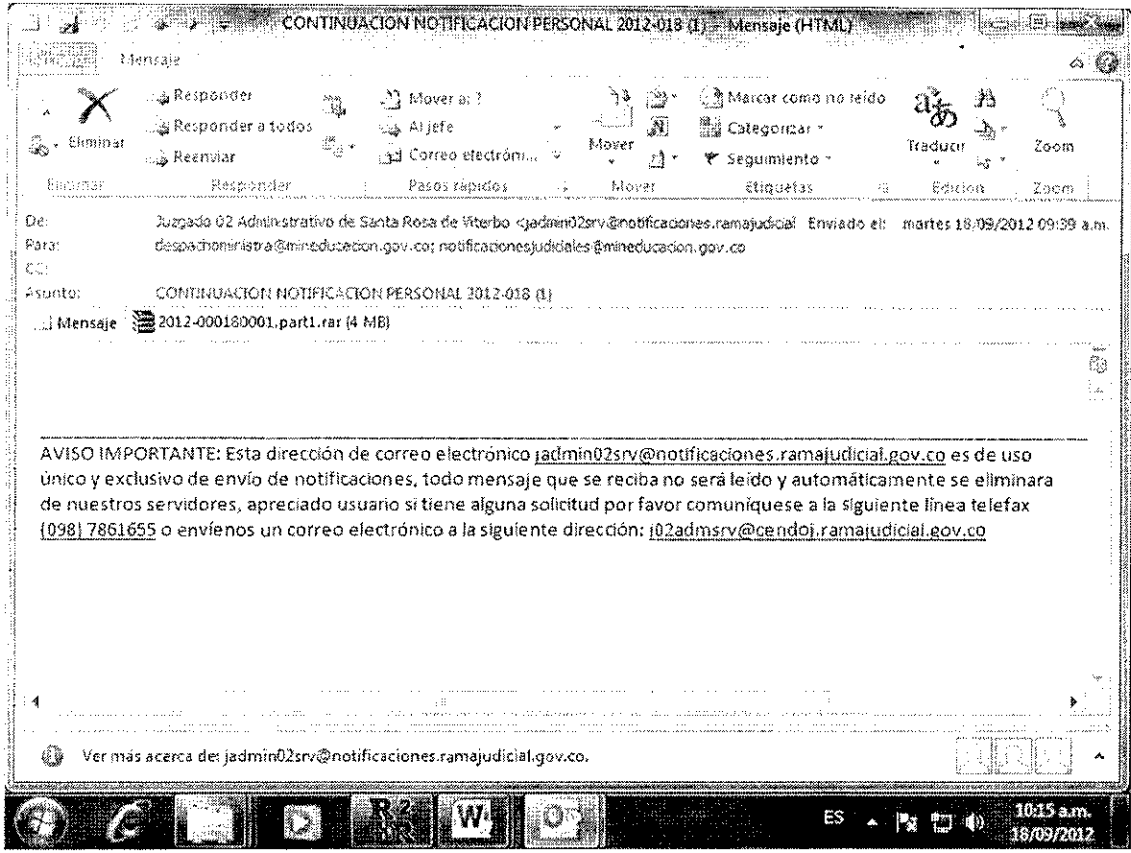 CONTINUACION NOTIFICACION PERSONAL 2012-018 (1) - Mensaje (HTML)
Mensaje
Eliminar
Responder
Responder a todos
Reenviar
Mover a: ?
Al jefe
Correo electróni...
Mover
Marcar como no leído
Categorizar
Seguimiento
Traducir
Zoom
Eliminar
Responder
Pasos rápidos
Mover
Etiquetas
Edición
Zoom
De: Juzgado 02 Administrativo de Santa Rosa de Viterbo <jadmin02srv@notificaciones.ramajudicial Enviado el: martes 18/09/2012 09:39 a.m.
Para: despachoministra@mineducacion.gov.co; notificacionesjudiciales@mineducacion.gov.co
CC:
Asunto: CONTINUACION NOTIFICACION PERSONAL 2012-018 (1)
Mensaje 2012-000180001.part1.rar (4 MB)
AVISO IMPORTANTE: Esta dirección de correo electrónico jadmin02srv@notificaciones.ramajudicial.gov.co es de uso
único y exclusivo de envío de notificaciones, todo mensaje que se reciba no será leído y automáticamente se eliminara
de nuestros servidores, apreciado usuario si tiene alguna solicitud por favor comuníquese a la siguiente línea telefax
(098) 7861655 o envíenos un correo electrónico a la siguiente dirección: j02admsrv@cendoj.ramajudicial.gov.co
Ver más acerca de: jadmin02srv@notificaciones.ramajudicial.gov.co.
R2
W
ES
10:15 a.m.
18/09/2012